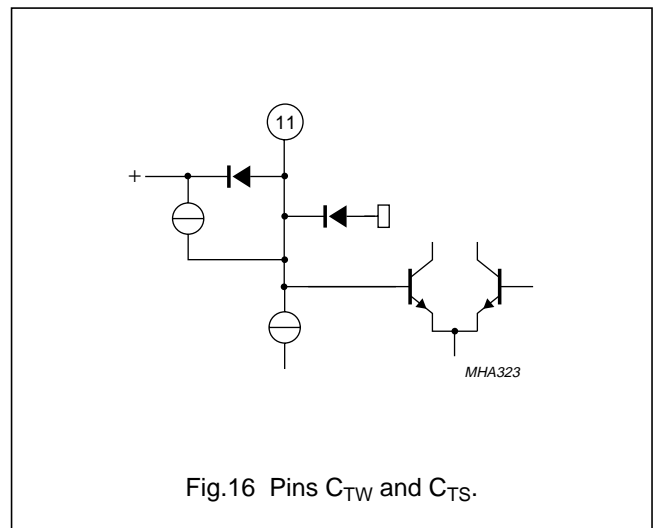 11
+
MHA323
Fig.16 Pins CTW and CTS.